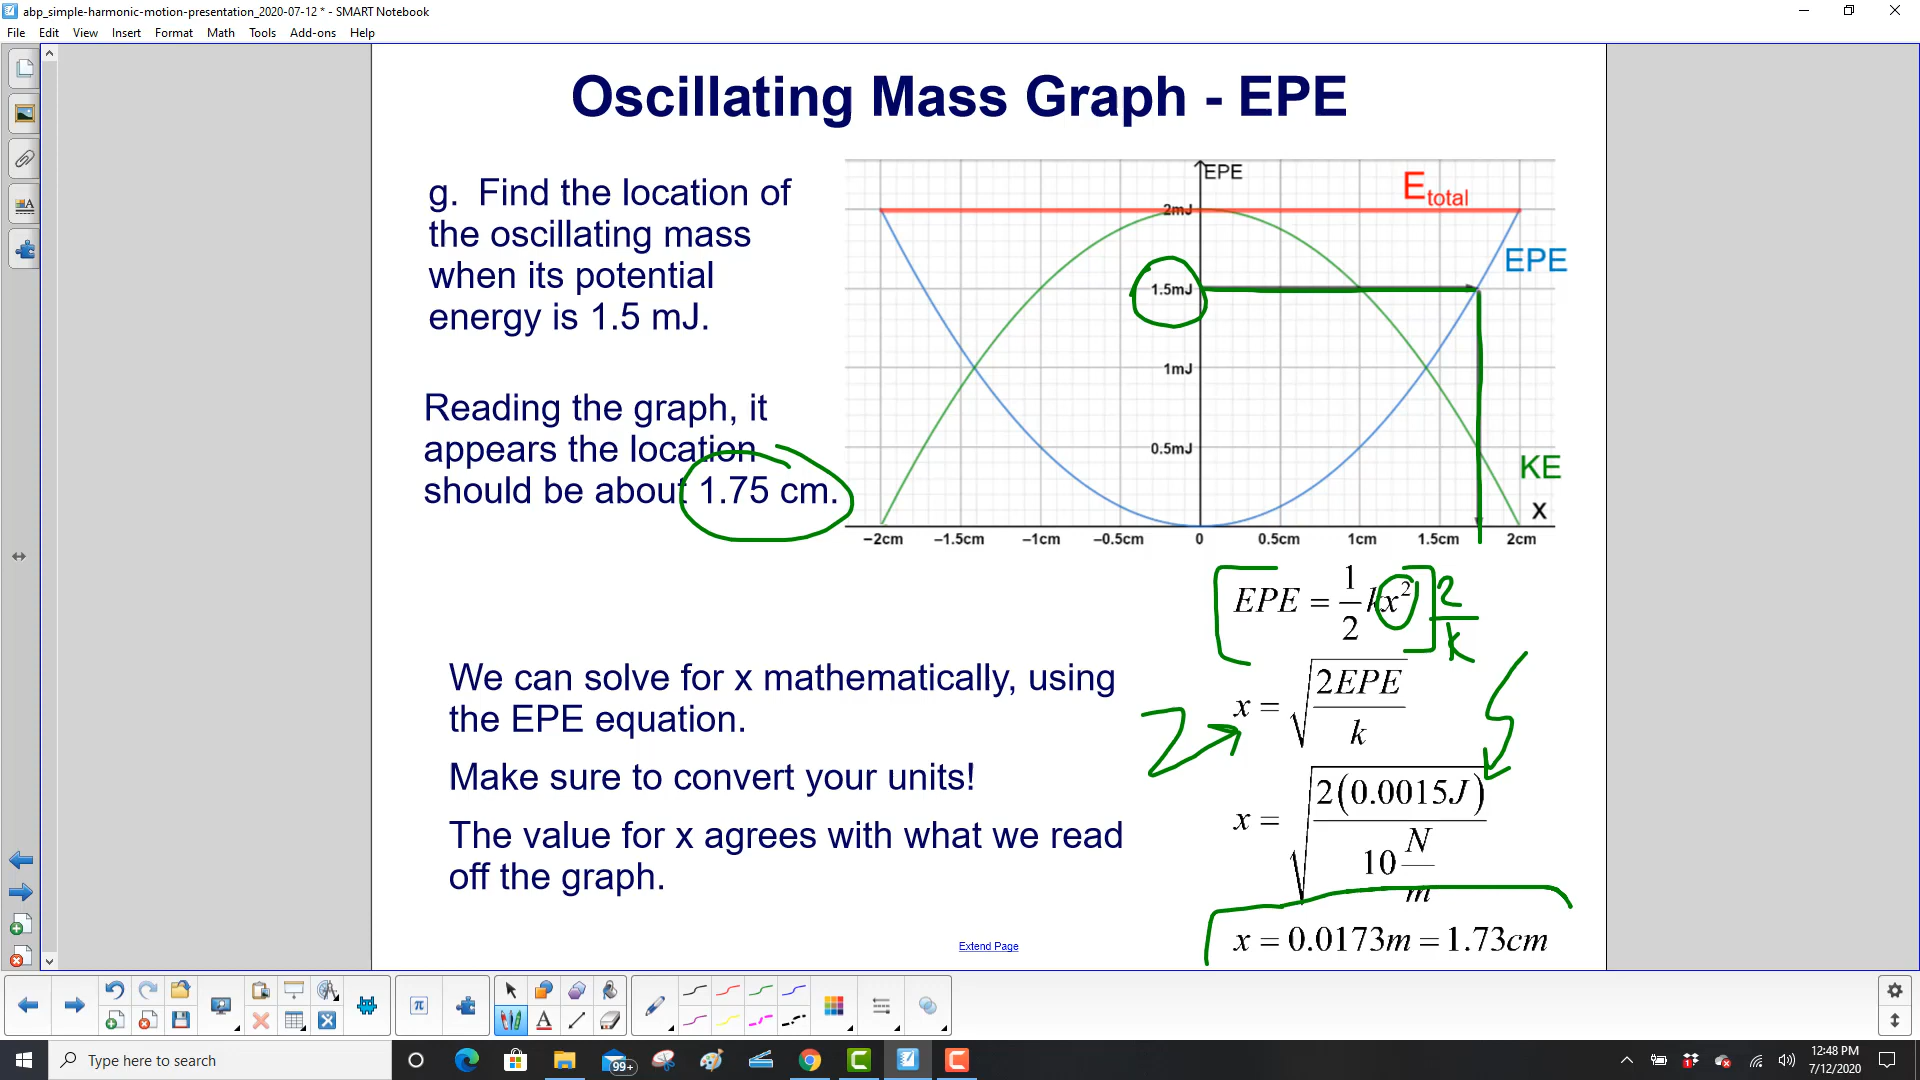 abp_simple-harmonic-motion-presentation_2020-07-12 * - SMART Notebook
File Edit View Insert Format Math Tools Add-ons Help
Oscillating Mass Graph - EPE
g. Find the location of
the oscillating mass
when its potential
energy is 1.5 mJ.
Reading the graph, it
appears the location
should be about 1.75 cm.
EPE
E_total
2mJ
EPE
1.5mJ
1mJ
0.5mJ
KE
X
−2cm −1.5cm −1cm −0.5cm 0 0.5cm 1cm 1.5cm 2cm
EPE = 1/2 kx² 2/k
We can solve for x mathematically, using
the EPE equation.
x = √(2EPE/k)
Make sure to convert your units!
x = √(2(0.0015J)/10 N/m)
The value for x agrees with what we read
off the graph.
x = 0.0173m = 1.73cm
Extend Page
π
A
Type here to search
99+
12:48 PM
7/12/2020